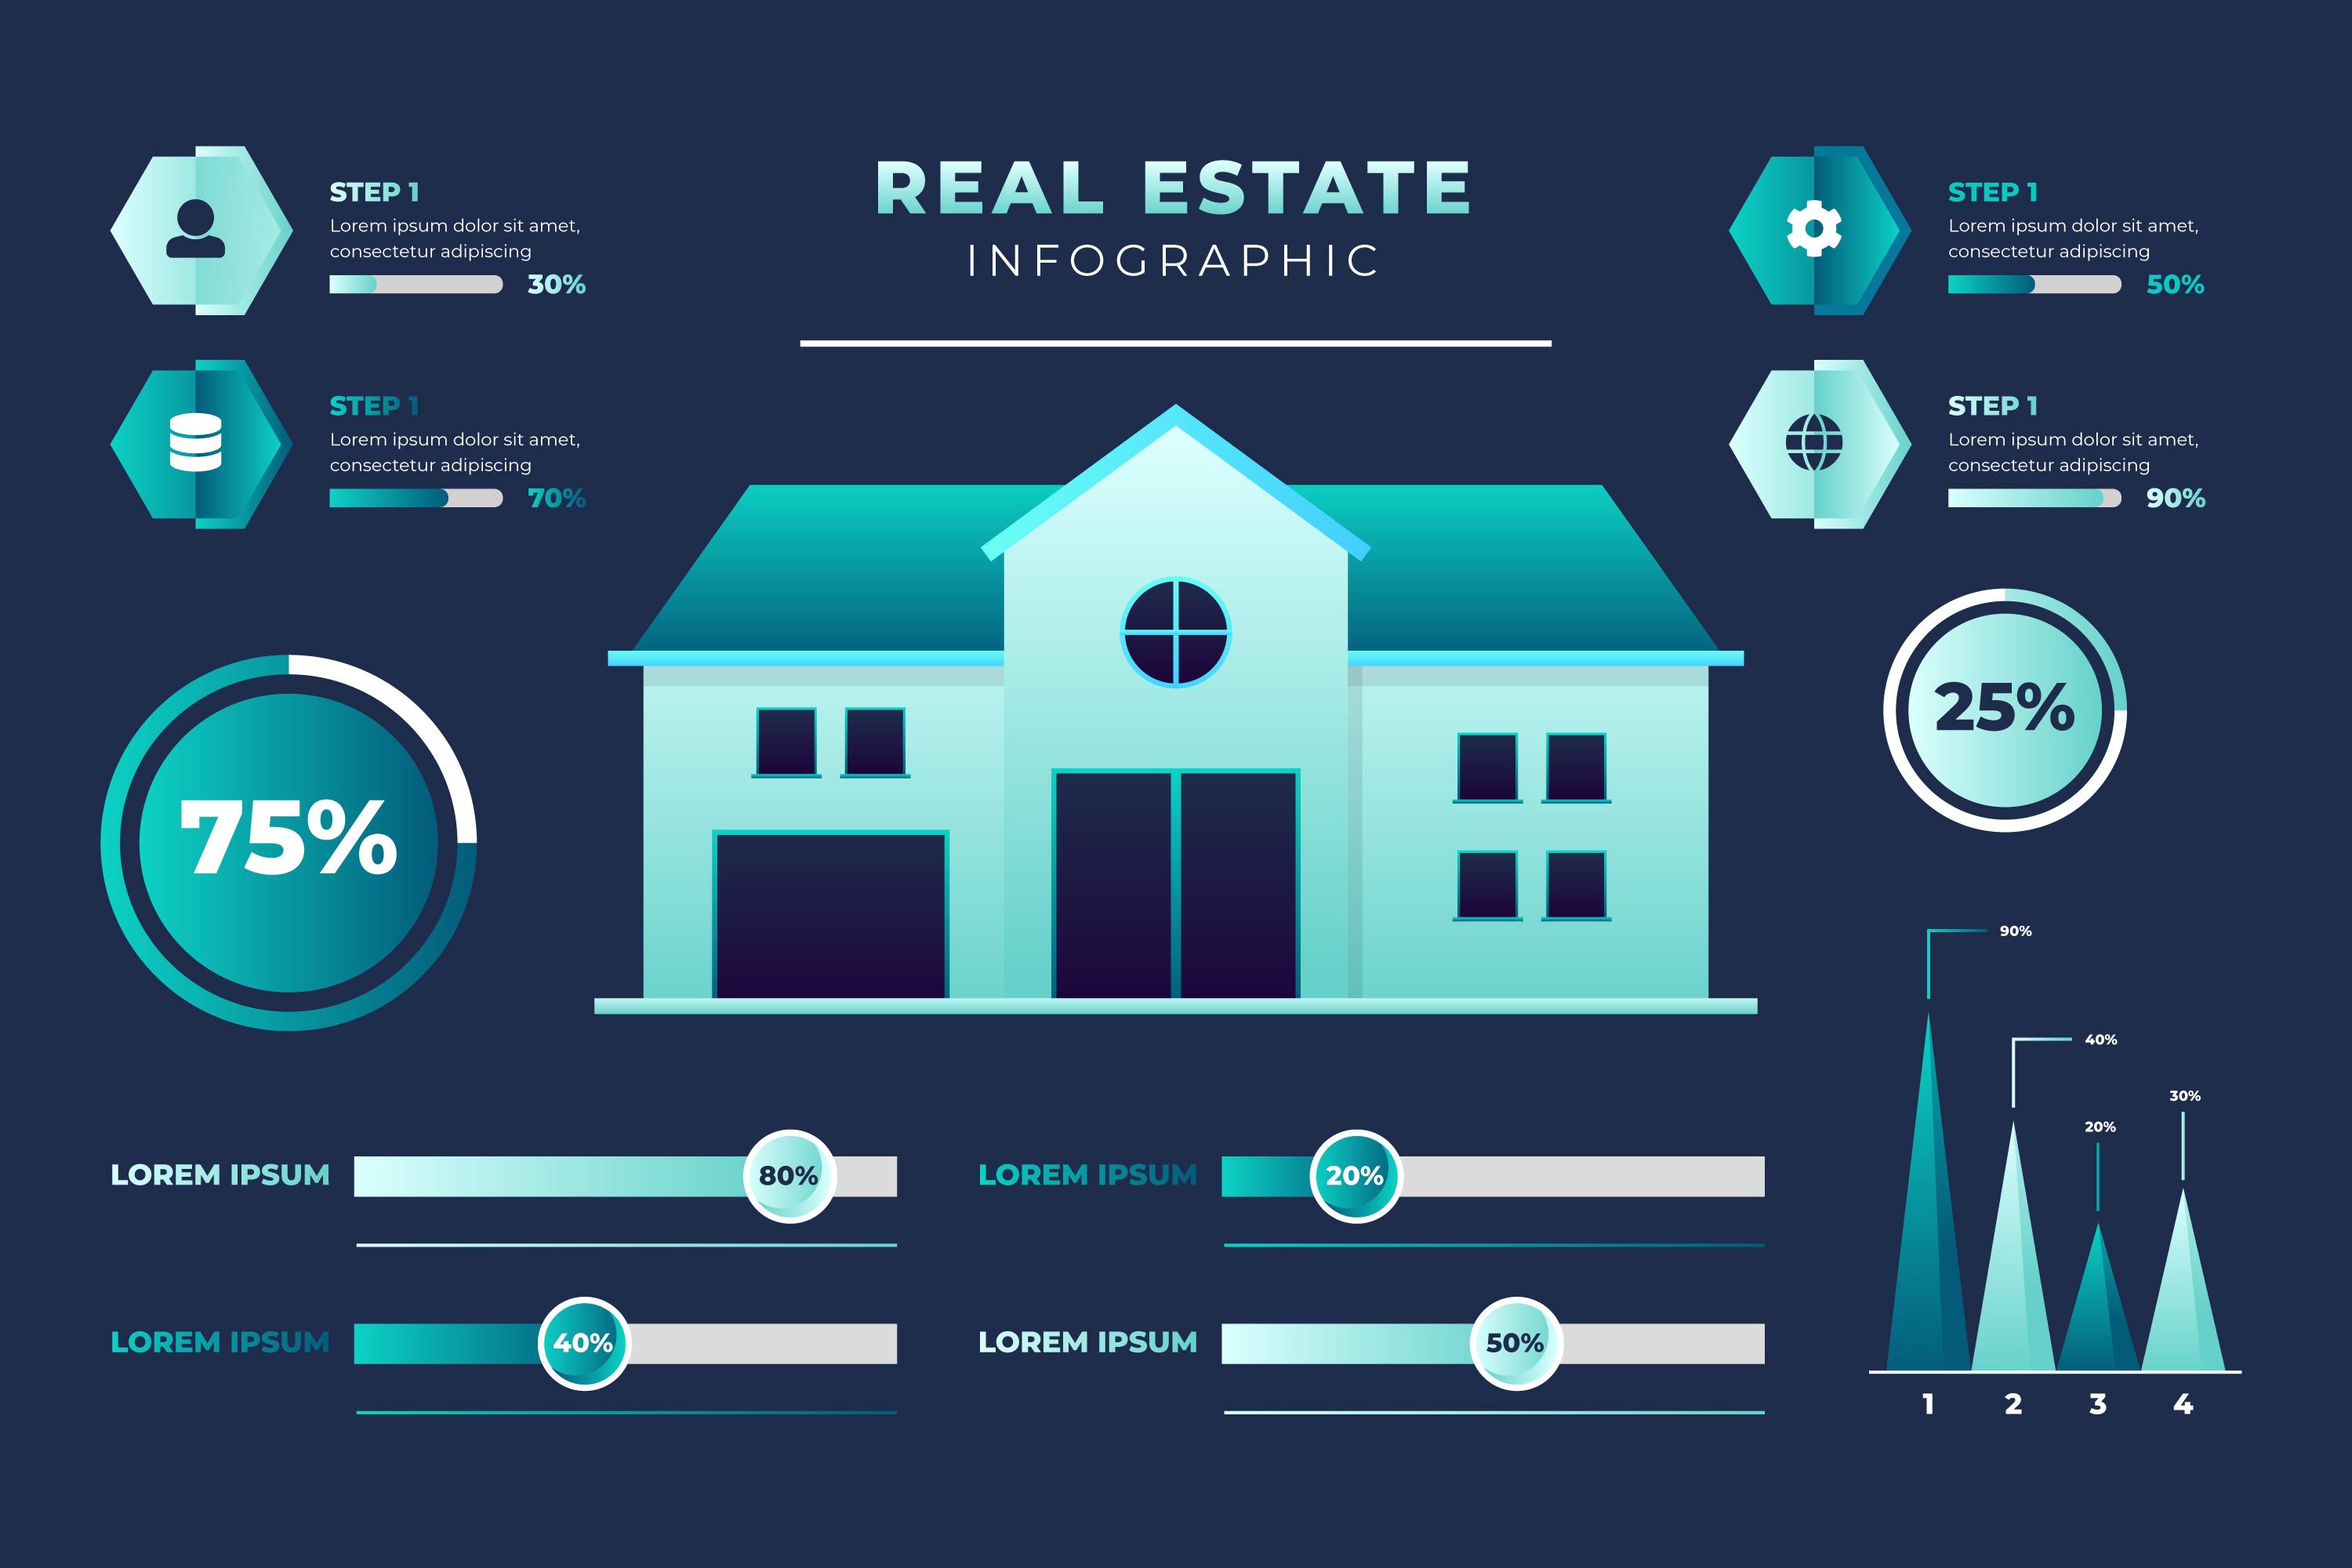 REAL ESTATE
INFOGRAPHIC
STEP 1
Lorem ipsum dolor sit amet,
consectetur adipiscing
30%
STEP 1
Lorem ipsum dolor sit amet,
consectetur adipiscing
70%
STEP 1
Lorem ipsum dolor sit amet,
consectetur adipiscing
50%
STEP 1
Lorem ipsum dolor sit amet,
consectetur adipiscing
90%
75%
25%
LOREM IPSUM
80%
LOREM IPSUM
20%
LOREM IPSUM
40%
LOREM IPSUM
50%
90%
40%
30%
20%
1 2 3 4